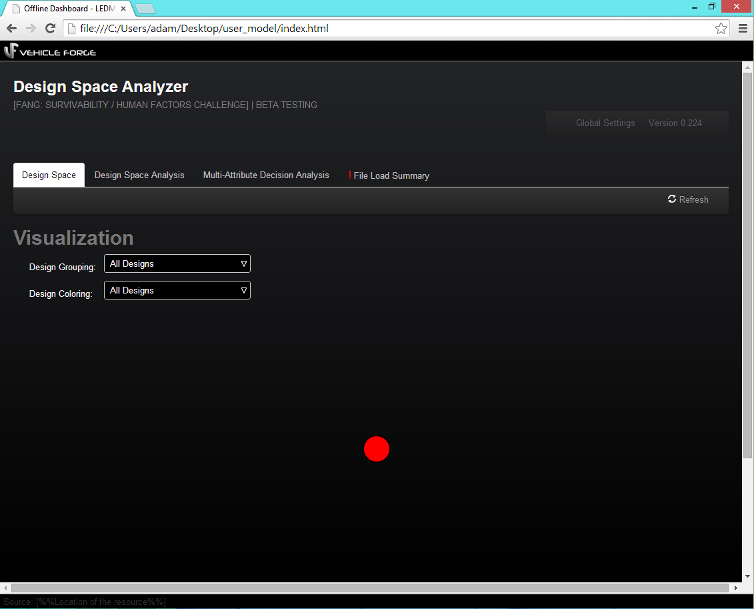 Offline Dashboard - LEDM
file:///C:/Users/adam/Desktop/user_model/index.html
VEHICLE FORGE
Design Space Analyzer
[FANG: SURVIVABILITY / HUMAN FACTORS CHALLENGE] | BETA TESTING
Global Settings Version 0.224
Design Space Design Space Analysis Multi-Attribute Decision Analysis ! File Load Summary
Refresh
Visualization
Design Grouping: All Designs
Design Coloring: All Designs
Source: [%%Location of the resource%%]